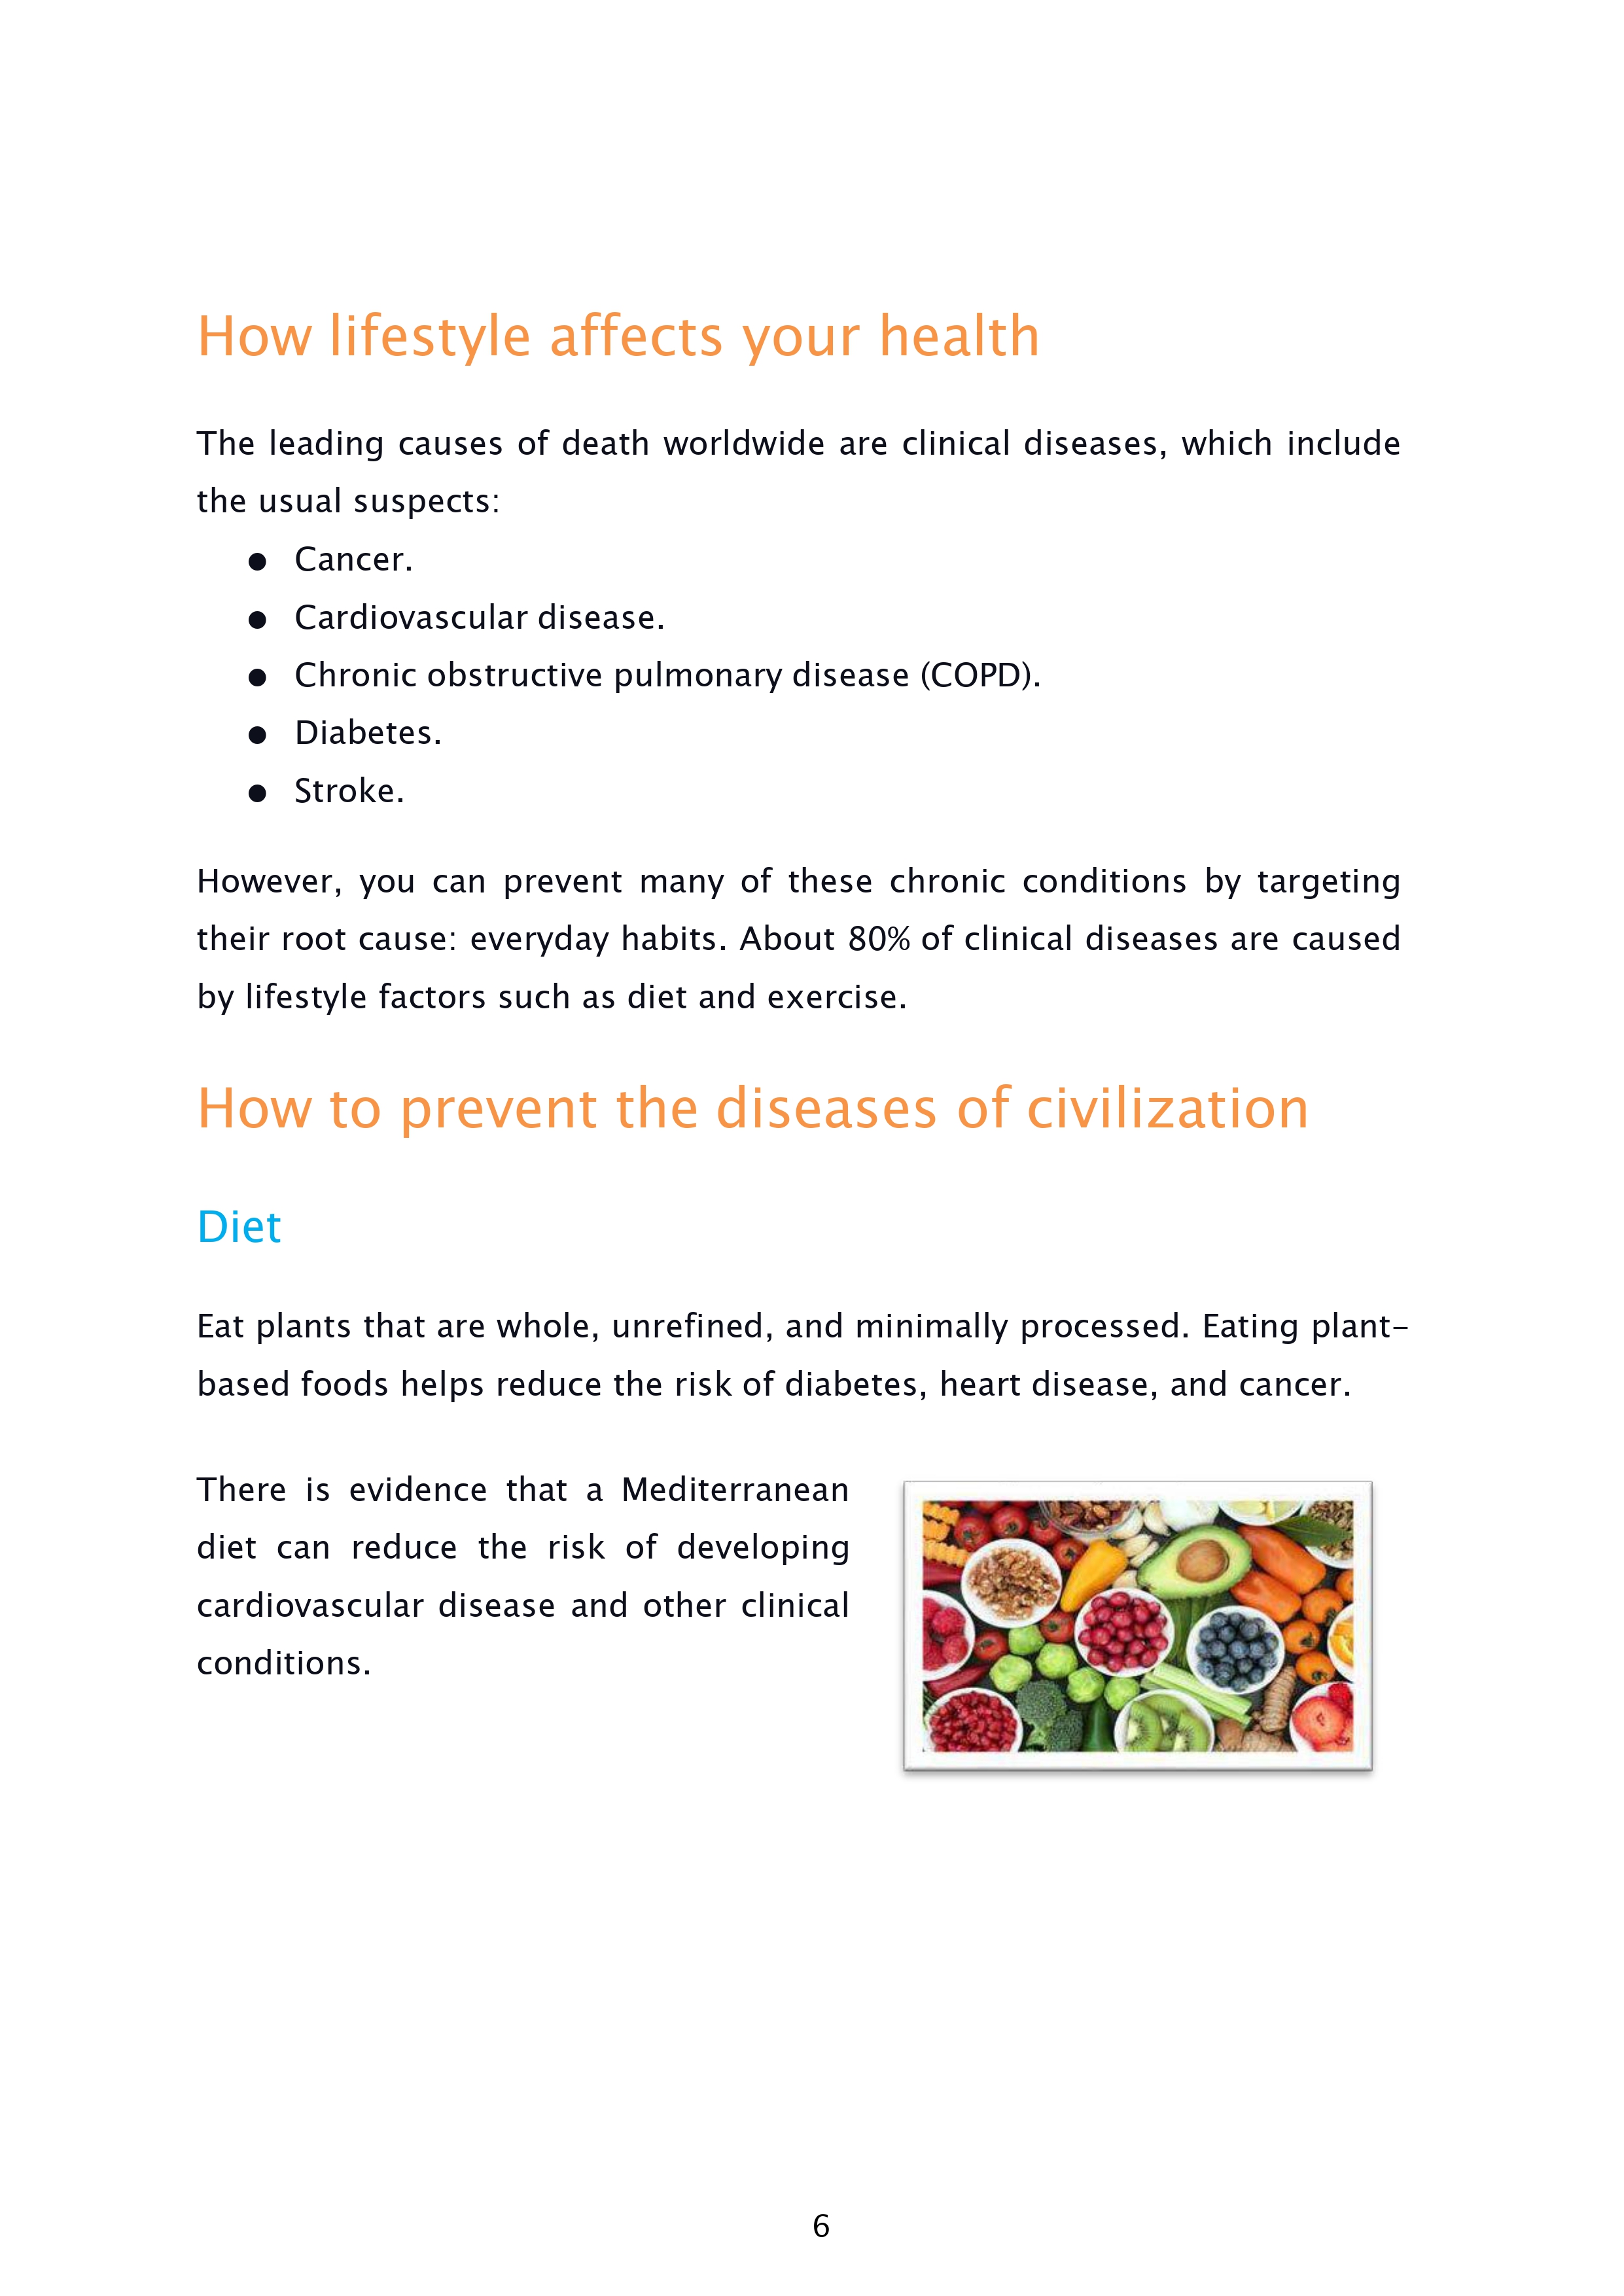 How lifestyle affects your health
The leading causes of death worldwide are clinical diseases, which include
the usual suspects:
● Cancer.
● Cardiovascular disease.
● Chronic obstructive pulmonary disease (COPD).
● Diabetes.
● Stroke.
However, you can prevent many of these chronic conditions by targeting
their root cause: everyday habits. About 80% of clinical diseases are caused
by lifestyle factors such as diet and exercise.
How to prevent the diseases of civilization
Diet
Eat plants that are whole, unrefined, and minimally processed. Eating plant-
based foods helps reduce the risk of diabetes, heart disease, and cancer.
There is evidence that a Mediterranean
diet can reduce the risk of developing
cardiovascular disease and other clinical
conditions.
6